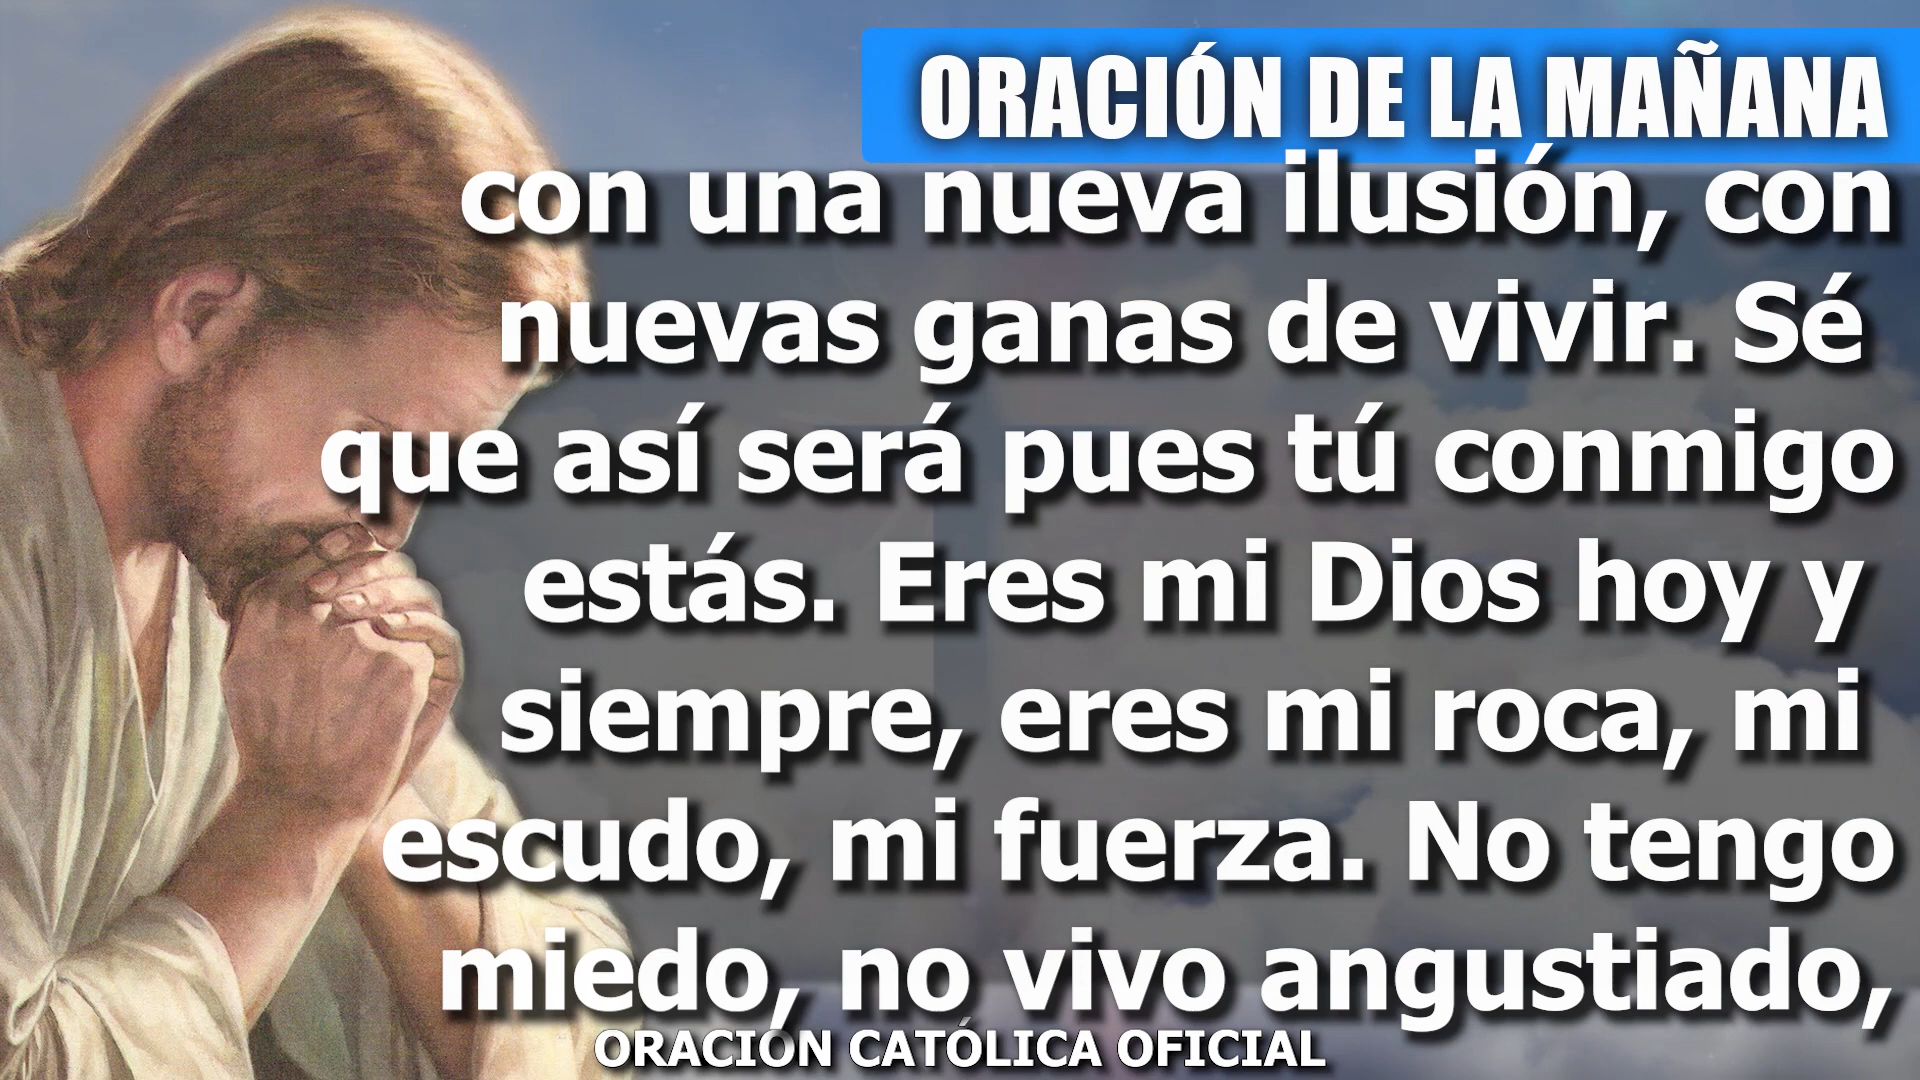 ORACIÓN DE LA MAÑANA
con una nueva ilusión, con
nuevas ganas de vivir. Sé
que así será pues tú conmigo
estás. Eres mi Dios hoy y
siempre, eres mi roca, mi
escudo, mi fuerza. No tengo
miedo, no vivo angustiado,
ORACIÓN CATÓLICA OFICIAL